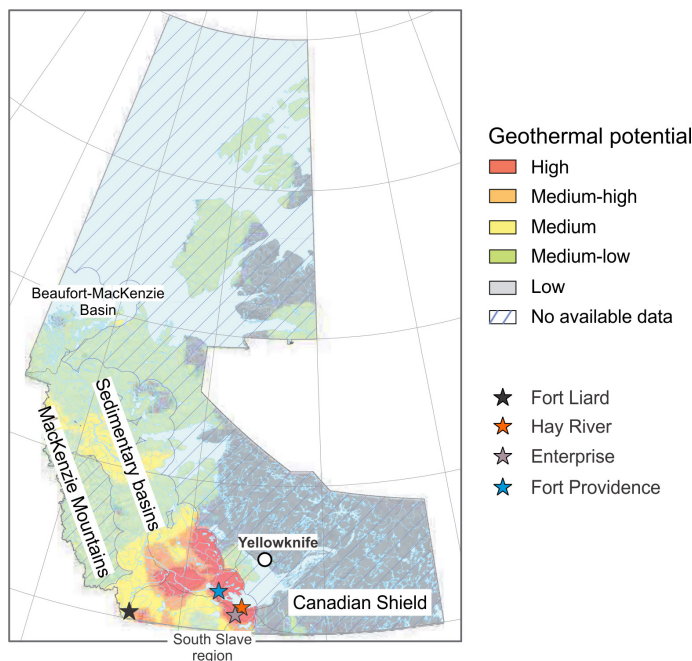 Geothermal potential
High
Medium-high
Medium
Medium-low
Low
No available data
Fort Liard
Hay River
Enterprise
Fort Providence
Beaufort-MacKenzie
Basin
Sedimentary basins
MacKenzie Mountains
Yellowknife
Canadian Shield
South Slave
region